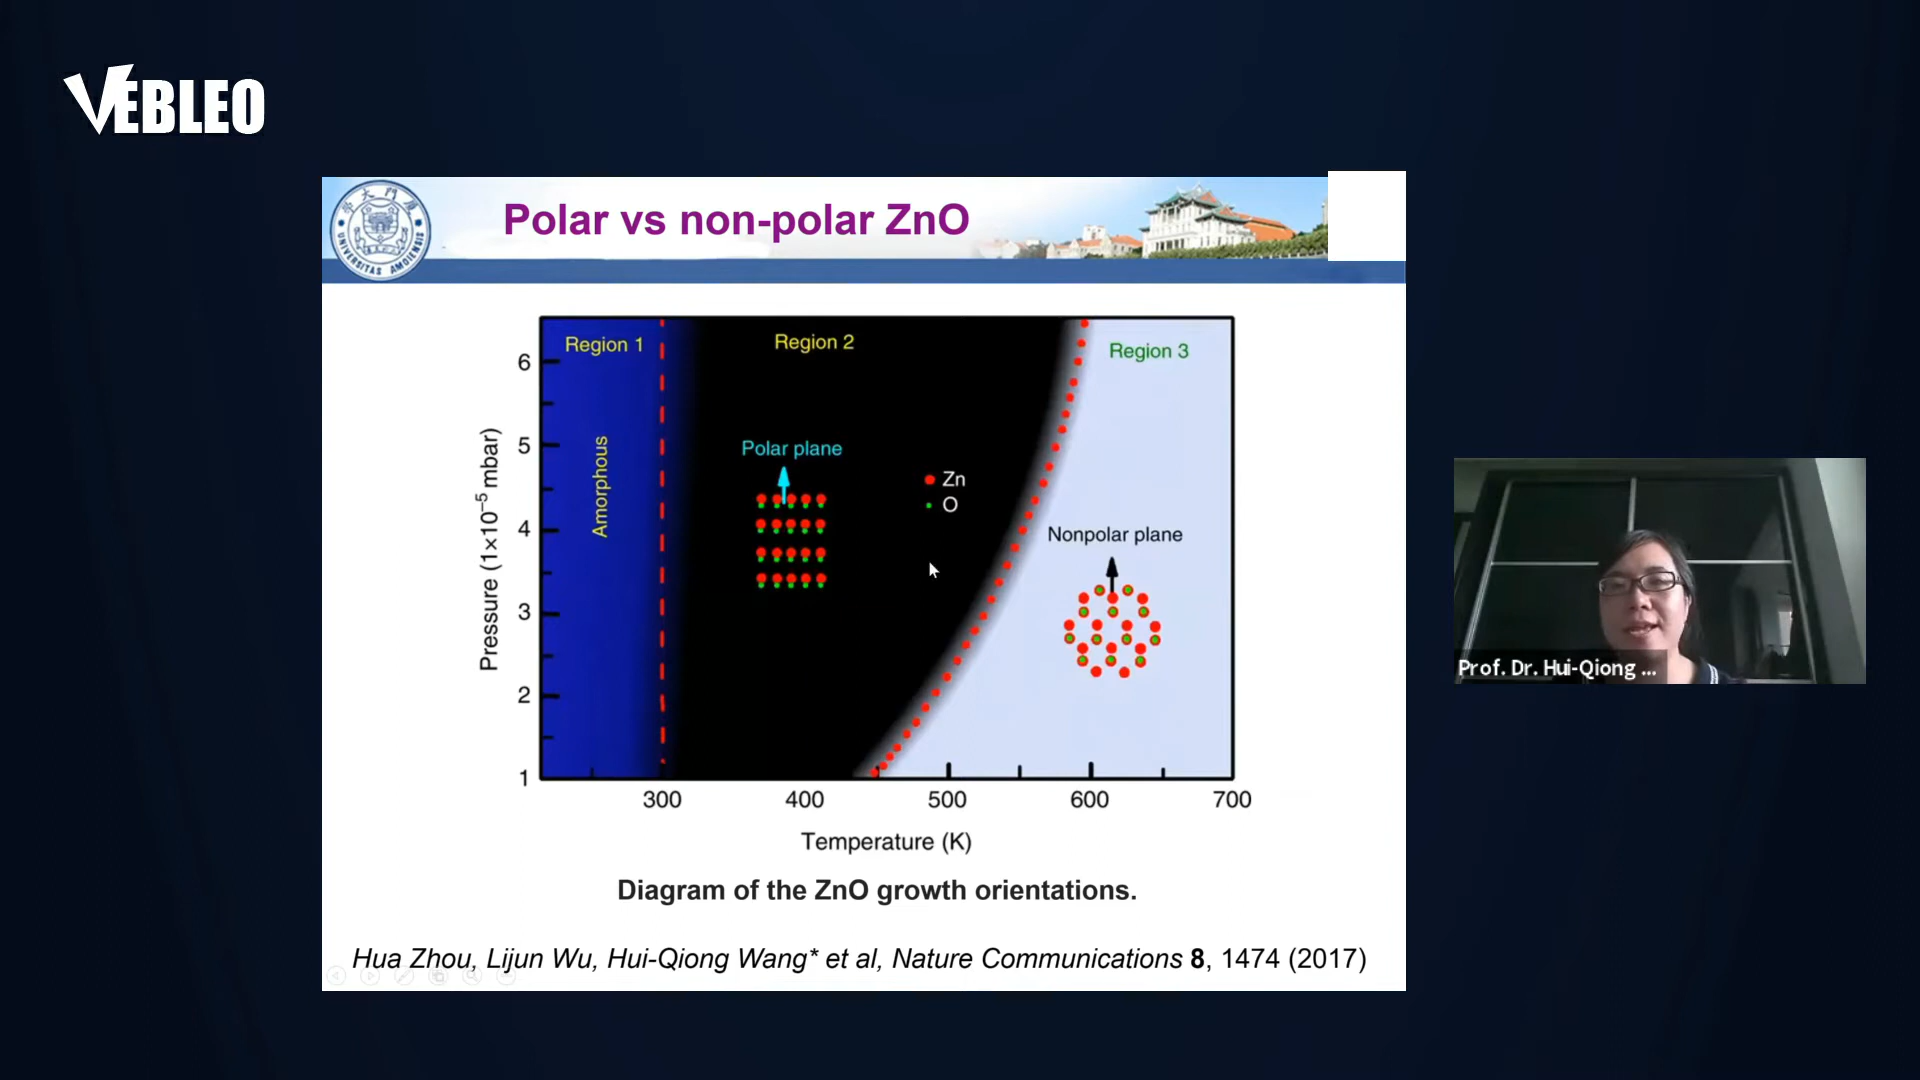 VEBLEO
Polar vs non-polar ZnO
UNIVERSITAS AMOIENSIS
Region 1
Region 2
Region 3
Amorphous
Polar plane
Zn
O
Nonpolar plane
Pressure (1×10⁻⁵ mbar)
6
5
4
3
2
1
300 400 500 600 700
Temperature (K)
Diagram of the ZnO growth orientations.
Hua Zhou, Lijun Wu, Hui-Qiong Wang* et al, Nature Communications 8, 1474 (2017)
Prof. Dr. Hui-Qiong ...